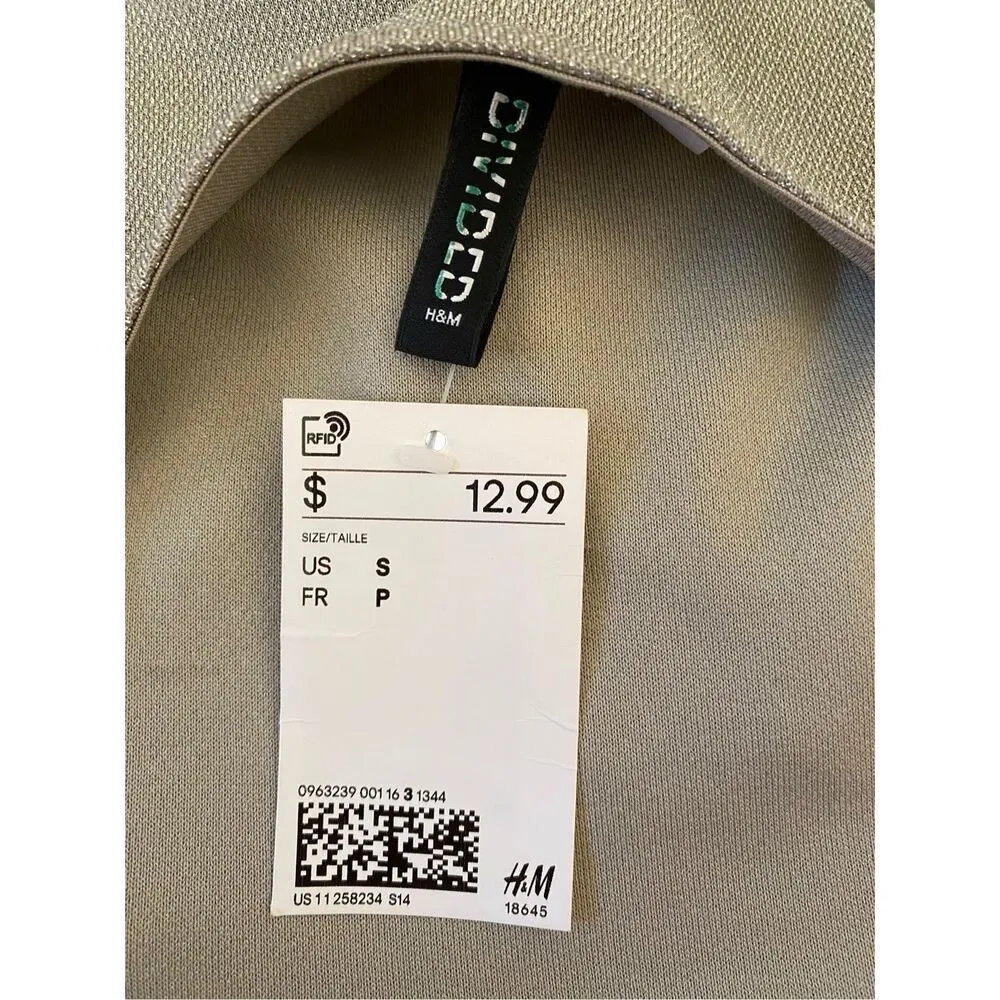 DIVIDED
H&M
RFID
$ 12.99
SIZE/TAILLE
US S
FR P
0963239 001 16 3 1344
US 11 258234 S14
H&M
18645